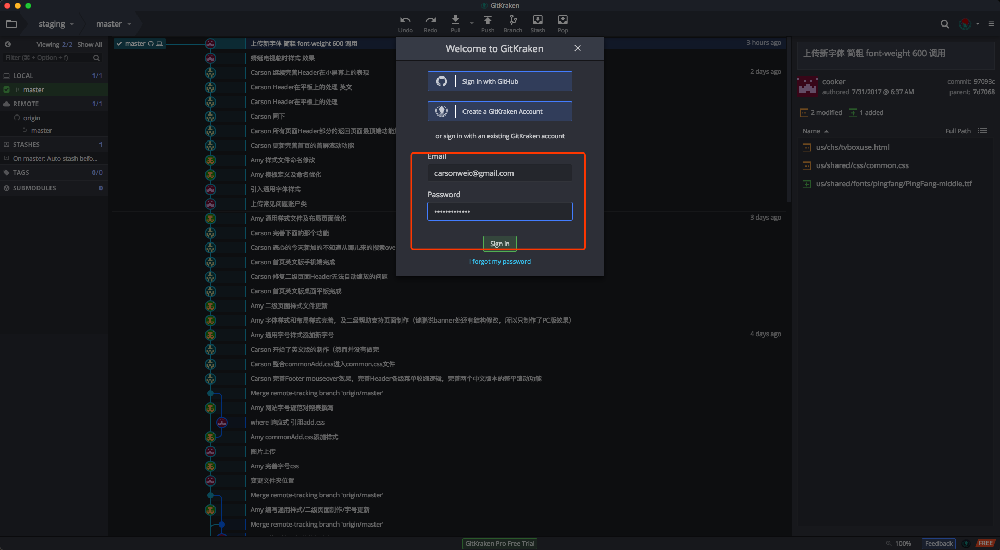 GitKraken
staging
master
Undo
Redo
Pull
Push
Branch
Stash
Pop
Viewing 2/2 Show All
Filter (⌘ + Option + f)
LOCAL 1/1
master
REMOTE 1/1
origin
master
STASHES 1
On master: Auto stash befo...
TAGS 0/0
SUBMODULES 0
master
上传新字体 简粗 font-weight 600 调用 3 hours ago
蜻蜓电视临时样式 效果
Carson 继续完善Header在小屏幕上的表现 2 days ago
Carson Header在平板上的处理 英文
Carson Header在平板上的处理
Carson 同下
Carson 所有页面Header部分的返回页面最顶端功能
Carson 更新完善首页的首屏滚动功能
Amy 样式文件命名修改
Amy 模板定义及命名优化
引入通用字体样式
上传常见问题账户类
Amy 通用样式文件及布局页面优化 3 days ago
Carson 完善下面的那个功能
Carson 恶心的今天新加的不知道从哪儿来的搜索over
Carson 首页英文版手机端完成
Carson 修复二级页面Header无法自动缩放的问题
Carson 首页英文版桌面平板完成
Amy 二级页面样式文件更新
Amy 字体样式和布局样式完善，及二级帮助支持页面制作（键鹏说banner处还有结构修改，所以只制作了PC版效果）
Amy 通用字号样式添加新字号 4 days ago
Carson 开始了英文版的制作（然而并没有做完
Carson 整合commonAdd.css进入common.css文件
Carson 完善Footer mouseover效果，完善Header各级菜单收缩逻辑，完善两个中文版本的整平滚动功能
Merge remote-tracking branch 'origin/master'
Amy 网站字号规范对照表撰写
where 响应式 引用add.css
Amy commonAdd.css添加样式
图片上传
Amy 完善字号css
变更文件夹位置
Merge remote-tracking branch 'origin/master'
Amy 编写通用样式/二级页面制作/字号更新
Merge remote-tracking branch 'origin/master'
Welcome to GitKraken
Sign in with GitHub
Create a GitKraken Account
or sign in with an existing GitKraken account
Email
carsonweic@gmail.com
Password
•••••••••••••
Sign in
I forgot my password
上传新字体 简粗 font-weight 600 调用
cooker
authored 7/31/2017 @ 6:37 AM
commit: 97093c
parent: 7d7068
2 modified
1 added
Name
Full Path
us/chs/tvboxuse.html
us/shared/css/common.css
us/shared/fonts/pingfang/PingFang-middle.ttf
GitKraken Pro Free Trial
100%
Feedback
FREE